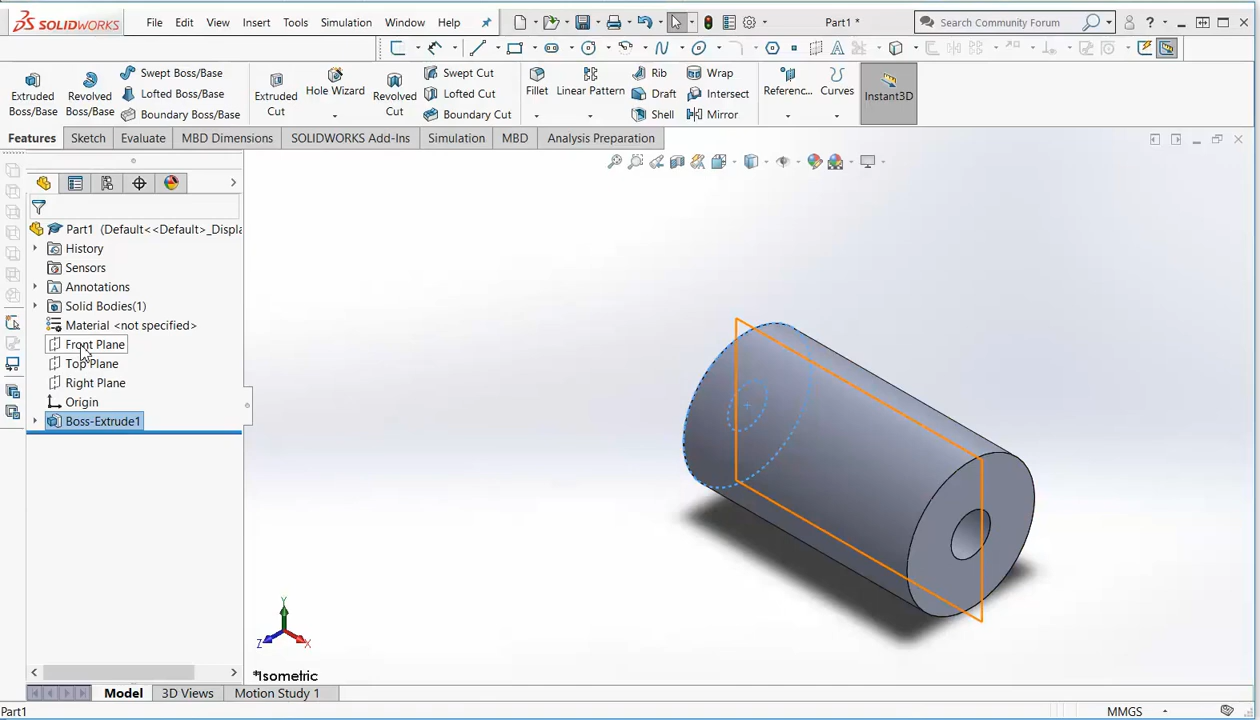 SOLIDWORKS File Edit View Insert Tools Simulation Window Help Part1 * Search Community Forum ?
Extruded Boss/Base
Revolved Boss/Base
Swept Boss/Base
Lofted Boss/Base
Boundary Boss/Base
Extruded Cut
Hole Wizard
Revolved Cut
Swept Cut
Lofted Cut
Boundary Cut
Fillet
Linear Pattern
Rib
Draft
Shell
Wrap
Intersect
Mirror
Referenc...
Curves
Instant3D
Features Sketch Evaluate MBD Dimensions SOLIDWORKS Add-Ins Simulation MBD Analysis Preparation
Part1 (Default<<Default>_Displa
History
Sensors
Annotations
Solid Bodies(1)
Material <not specified>
Front Plane
Top Plane
Right Plane
Origin
Boss-Extrude1
Y
Z X
*Isometric
Model 3D Views Motion Study 1
Part1 MMGS